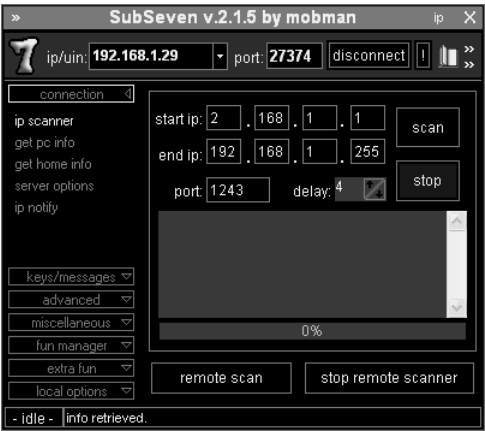 » SubSeven v.2.1.5 by mobman ip X
7 ip/uin: 192.168.1.29 port: 27374 disconnect ! »
»
connection
ip scanner
get pc info
get home info
server options
ip notify
keys/messages
advanced
miscellaneous
fun manager
extra fun
local options
start ip: 2 . 168 . 1 . 1
end ip: 192 . 168 . 1 . 255
port: 1243 delay: 4
scan
stop
0%
remote scan stop remote scanner
- idle - info retrieved.